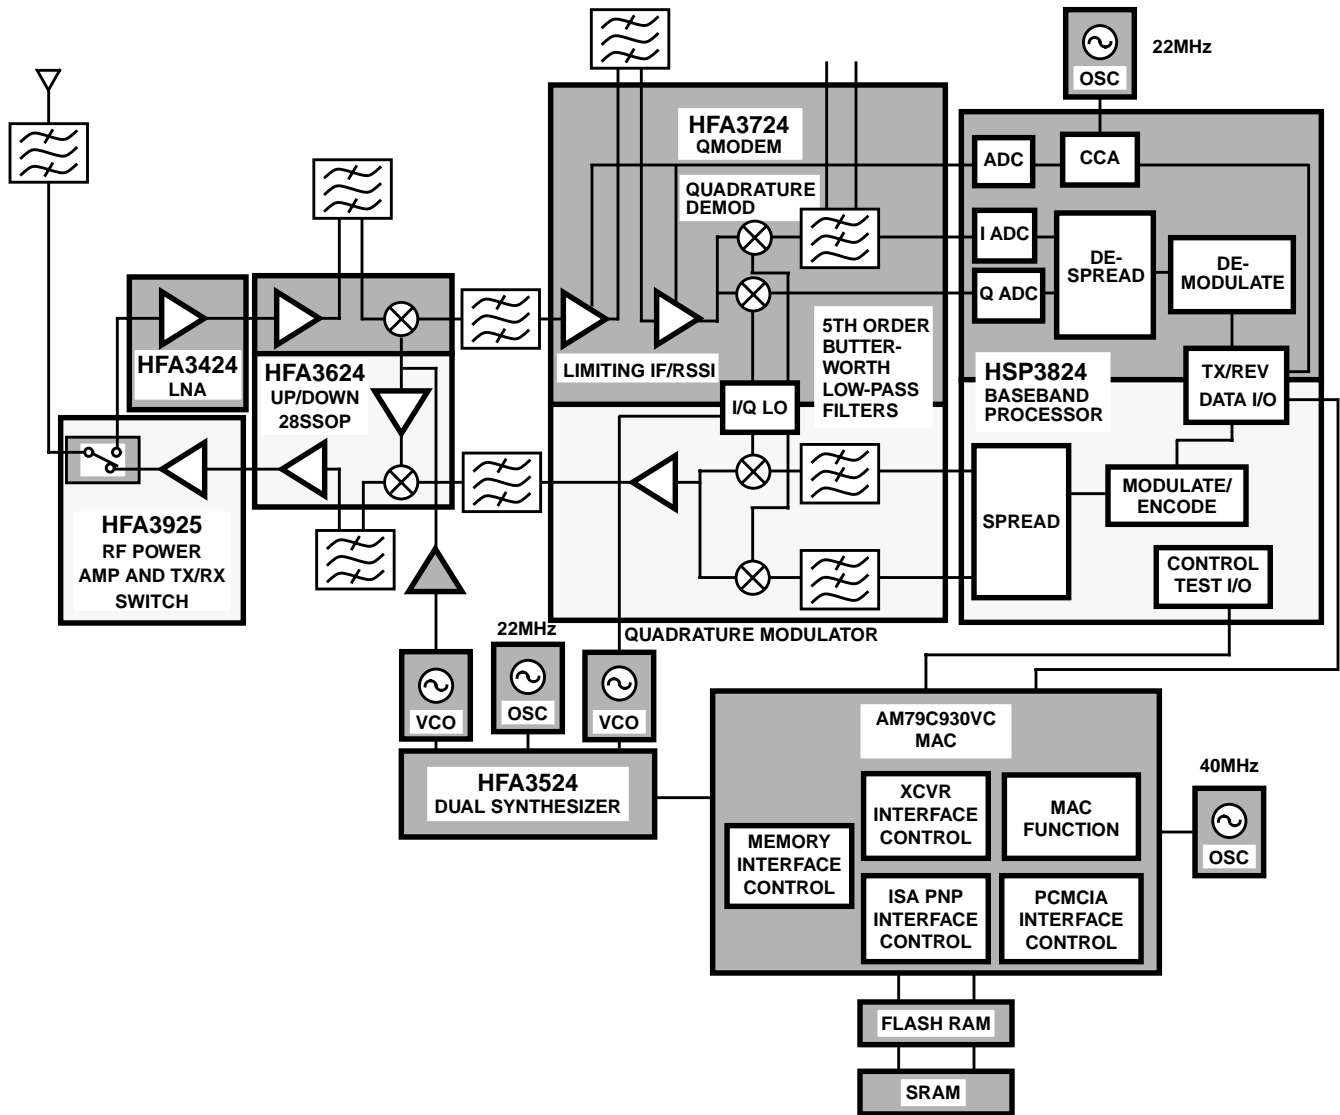 OSC
22MHz
HFA3724
QMODEM
ADC
CCA
QUADRATURE
DEMOD
I ADC
Q ADC
DE-
SPREAD
DE-
MODULATE
HFA3424
LNA
HFA3624
UP/DOWN
28SSOP
LIMITING IF/RSSI
5TH ORDER
BUTTER-
WORTH
LOW-PASS
FILTERS
I/Q LO
HSP3824
BASEBAND
PROCESSOR
TX/REV
DATA I/O
HFA3925
RF POWER
AMP AND TX/RX
SWITCH
SPREAD
MODULATE/
ENCODE
CONTROL
TEST I/O
QUADRATURE MODULATOR
22MHz
VCO
OSC
VCO
HFA3524
DUAL SYNTHESIZER
AM79C930VC
MAC
XCVR
INTERFACE
CONTROL
MAC
FUNCTION
MEMORY
INTERFACE
CONTROL
ISA PNP
INTERFACE
CONTROL
PCMCIA
INTERFACE
CONTROL
40MHz
OSC
FLASH RAM
SRAM